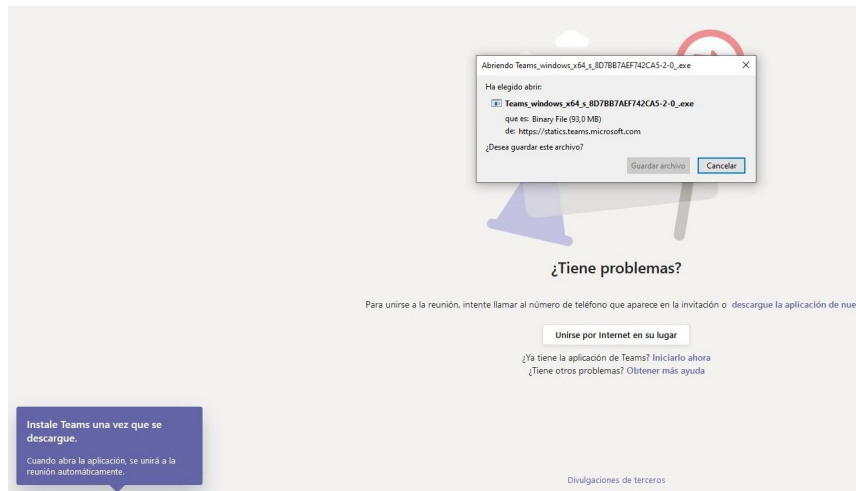 Abriendo Teams_windows_x64_s_8D7BB7AEF742CA5-2-0_.exe
Ha elegido abrir:
Teams_windows_x64_s_8D7BB7AEF742CA5-2-0_.exe
que es: Binary File (93,0 MB)
de: https://statics.teams.microsoft.com
¿Desea guardar este archivo?
Guardar archivo Cancelar
¿Tiene problemas?
Para unirse a la reunión, intente llamar al número de teléfono que aparece en la invitación o descargue la aplicación de nue
Unirse por Internet en su lugar
¿Ya tiene la aplicación de Teams? Iniciarlo ahora
¿Tiene otros problemas? Obtener más ayuda
Instale Teams una vez que se
descargue.
Cuando abra la aplicación, se unirá a la
reunión automáticamente.
Divulgaciones de terceros